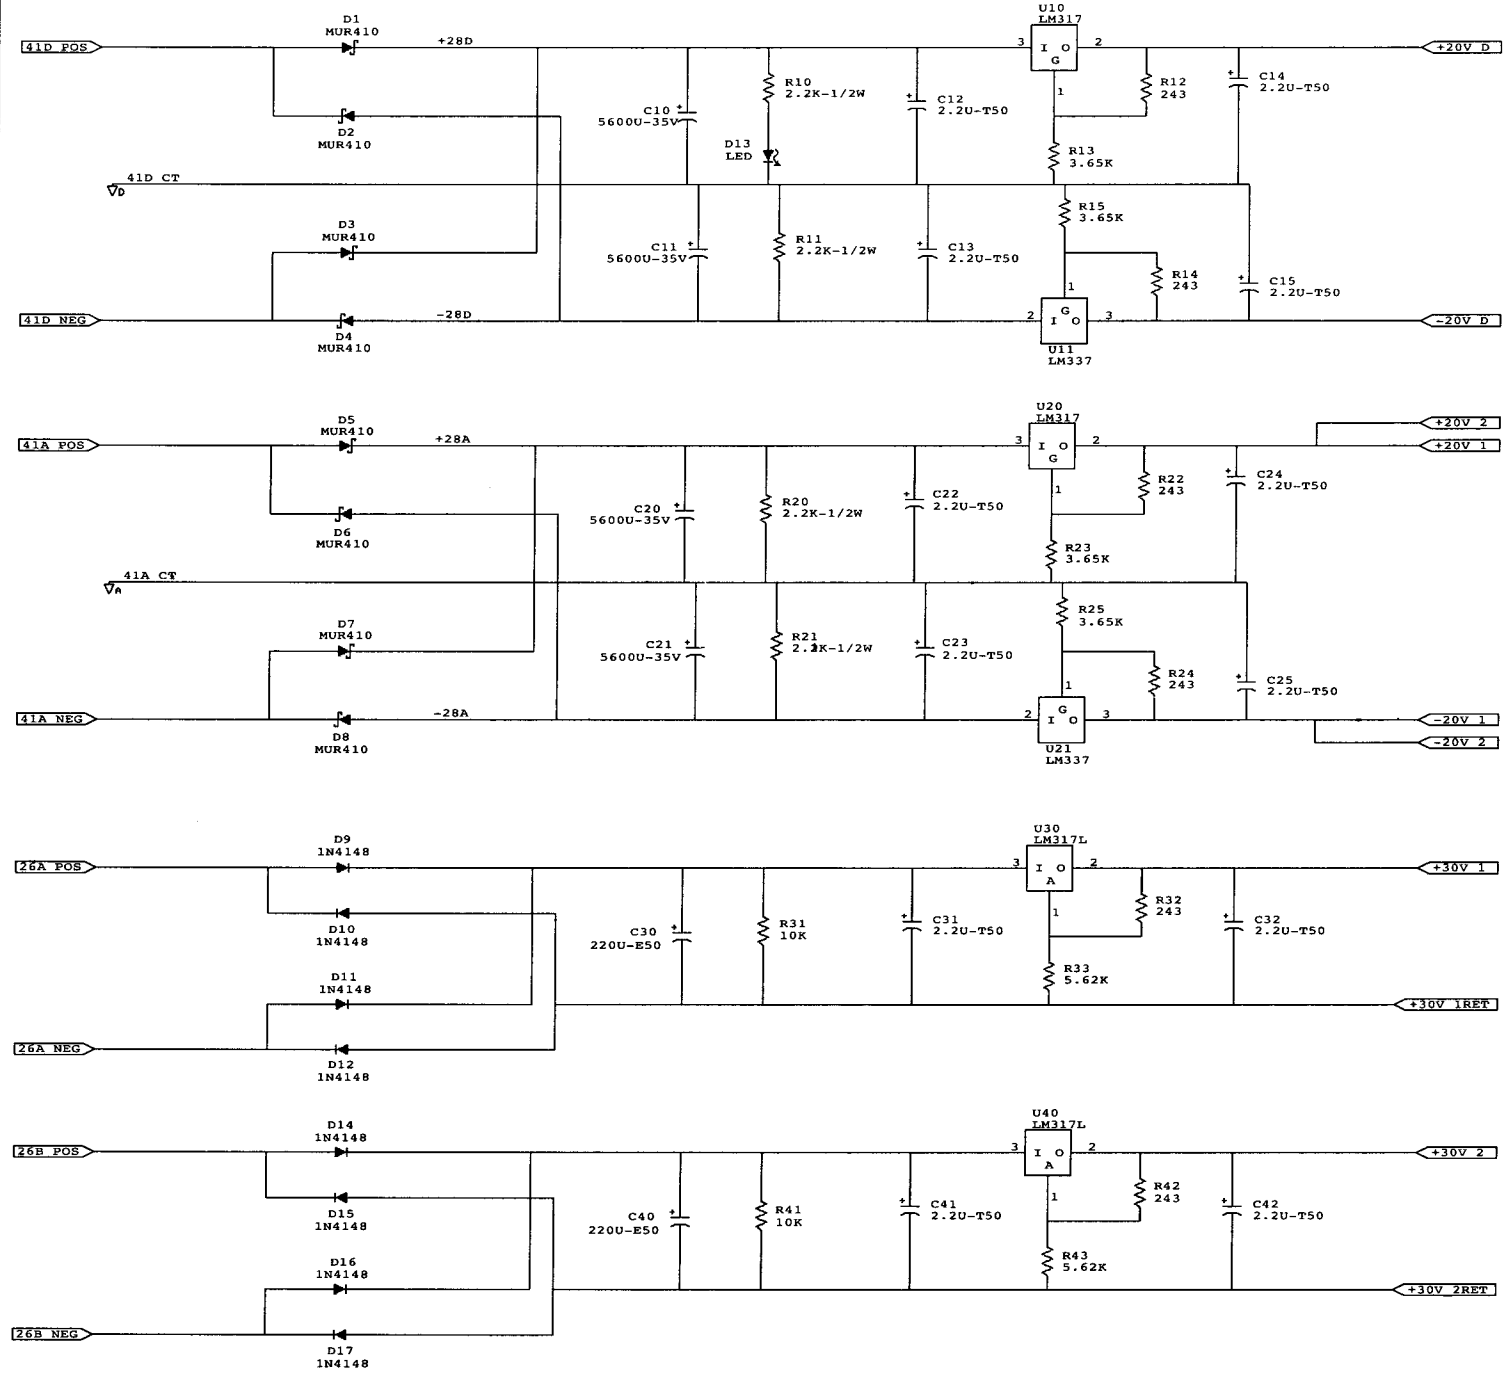 U10
LM317
D1
MUR410
41D POS
+28D
3
I O
G
2
+20V D
1
R10
2.2K-1/2W
C10
5600U-35V
C12
2.2U-T50
R12
243
C14
2.2U-T50
D2
MUR410
D13
LED
R13
3.65K
41D CT
D
D3
MUR410
R15
3.65K
C11
5600U-35V
R11
2.2K-1/2W
C13
2.2U-T50
R14
243
C15
2.2U-T50
1
41D NEG
-28D
2
G
I O
3
-20V D
D4
MUR410
U11
LM337
U20
LM317
D5
MUR410
+20V 2
41A POS
+28A
3
I O
G
2
+20V 1
1
C20
5600U-35V
R20
2.2K-1/2W
C22
2.2U-T50
R22
243
C24
2.2U-T50
D6
MUR410
R23
3.65K
41A CT
A
D7
MUR410
R25
3.65K
C21
5600U-35V
R21
2.2K-1/2W
C23
2.2U-T50
R24
243
C25
2.2U-T50
1
41A NEG
-28A
2
G
I O
3
-20V 1
D8
MUR410
U21
LM337
-20V 2
U30
LM317L
D9
1N4148
26A POS
3
I O
A
2
+30V 1
1
D10
1N4148
C30
220U-E50
R31
10K
C31
2.2U-T50
R32
243
C32
2.2U-T50
D11
1N4148
R33
5.62K
+30V 1RET
26A NEG
D12
1N4148
U40
LM317L
D14
1N4148
26B POS
3
I O
A
2
+30V 2
1
D15
1N4148
C40
220U-E50
R41
10K
C41
2.2U-T50
R42
243
C42
2.2U-T50
D16
1N4148
R43
5.62K
+30V 2RET
26B NEG
D17
1N4148